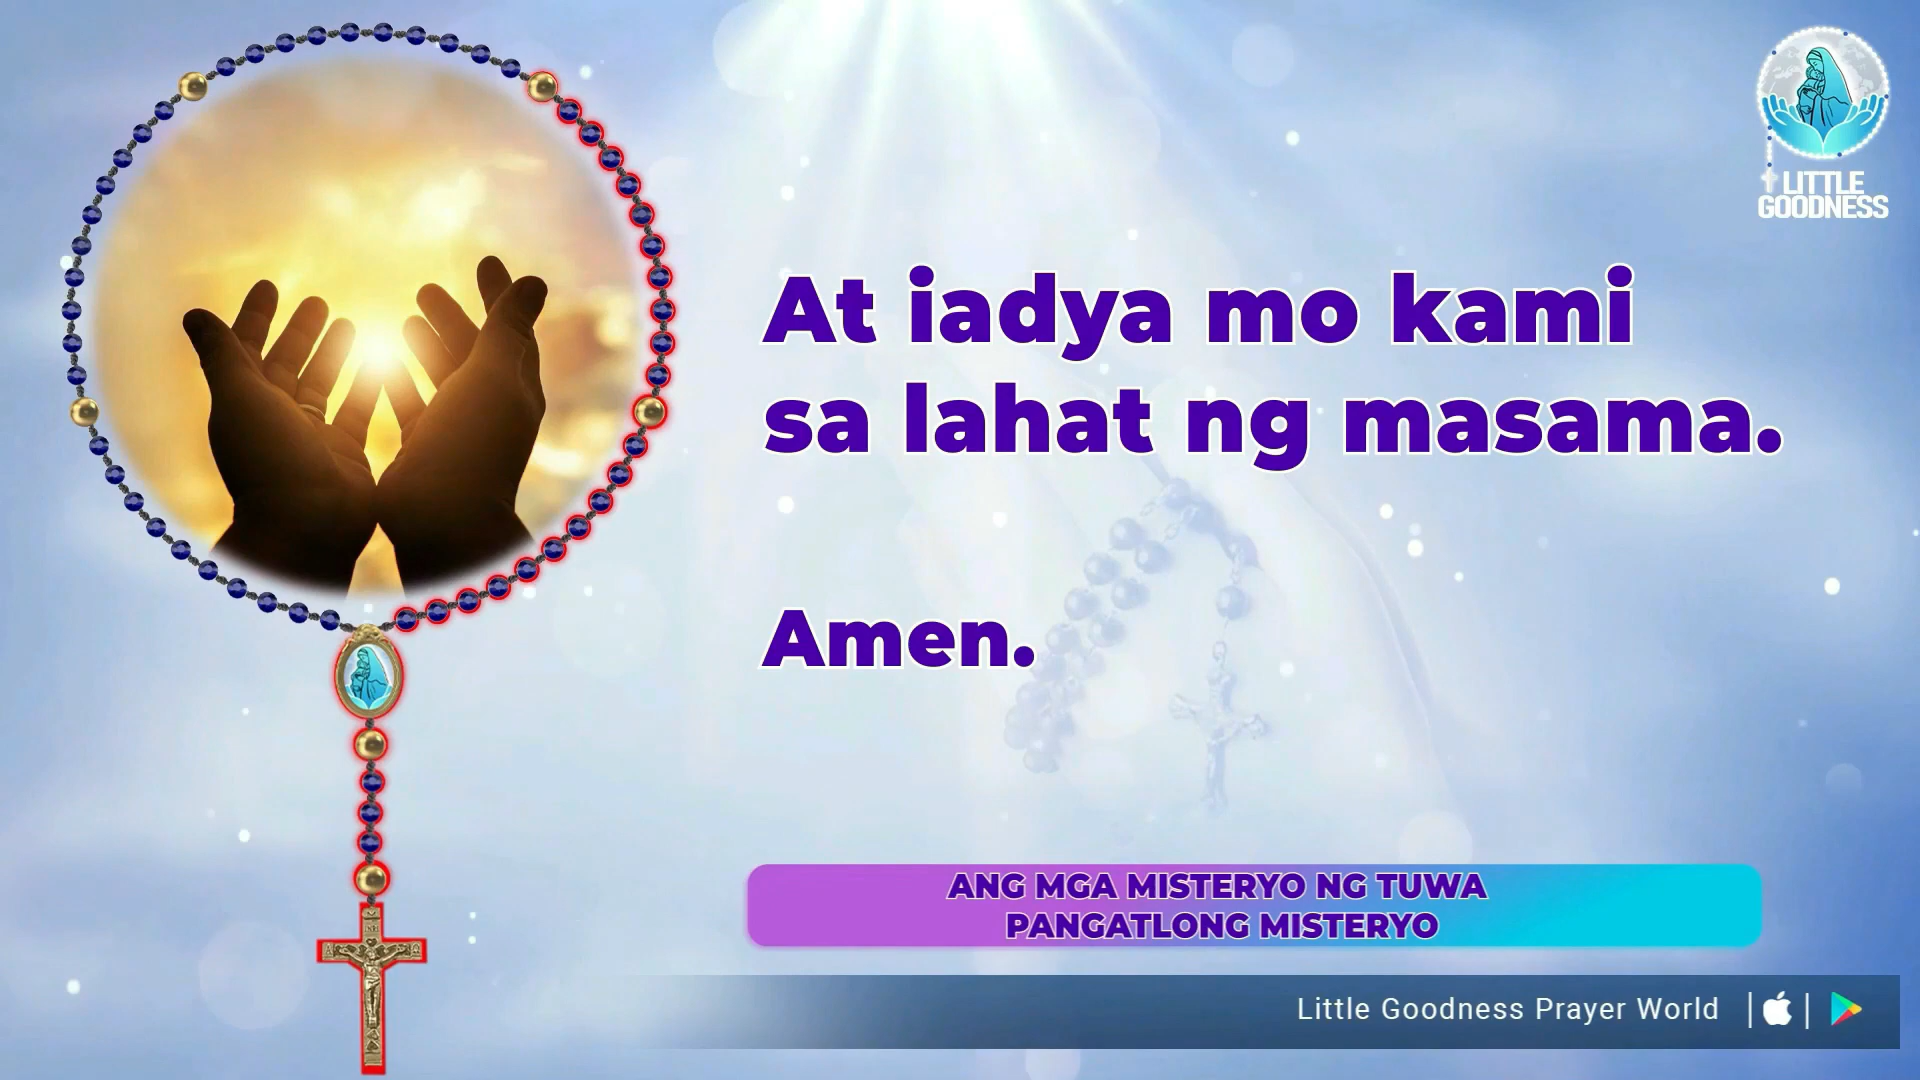 LITTLE
GOODNESS
At iadya mo kami
sa lahat ng masama.
Amen.
ANG MGA MISTERYO NG TUWA
PANGATLONG MISTERYO
Little Goodness Prayer World